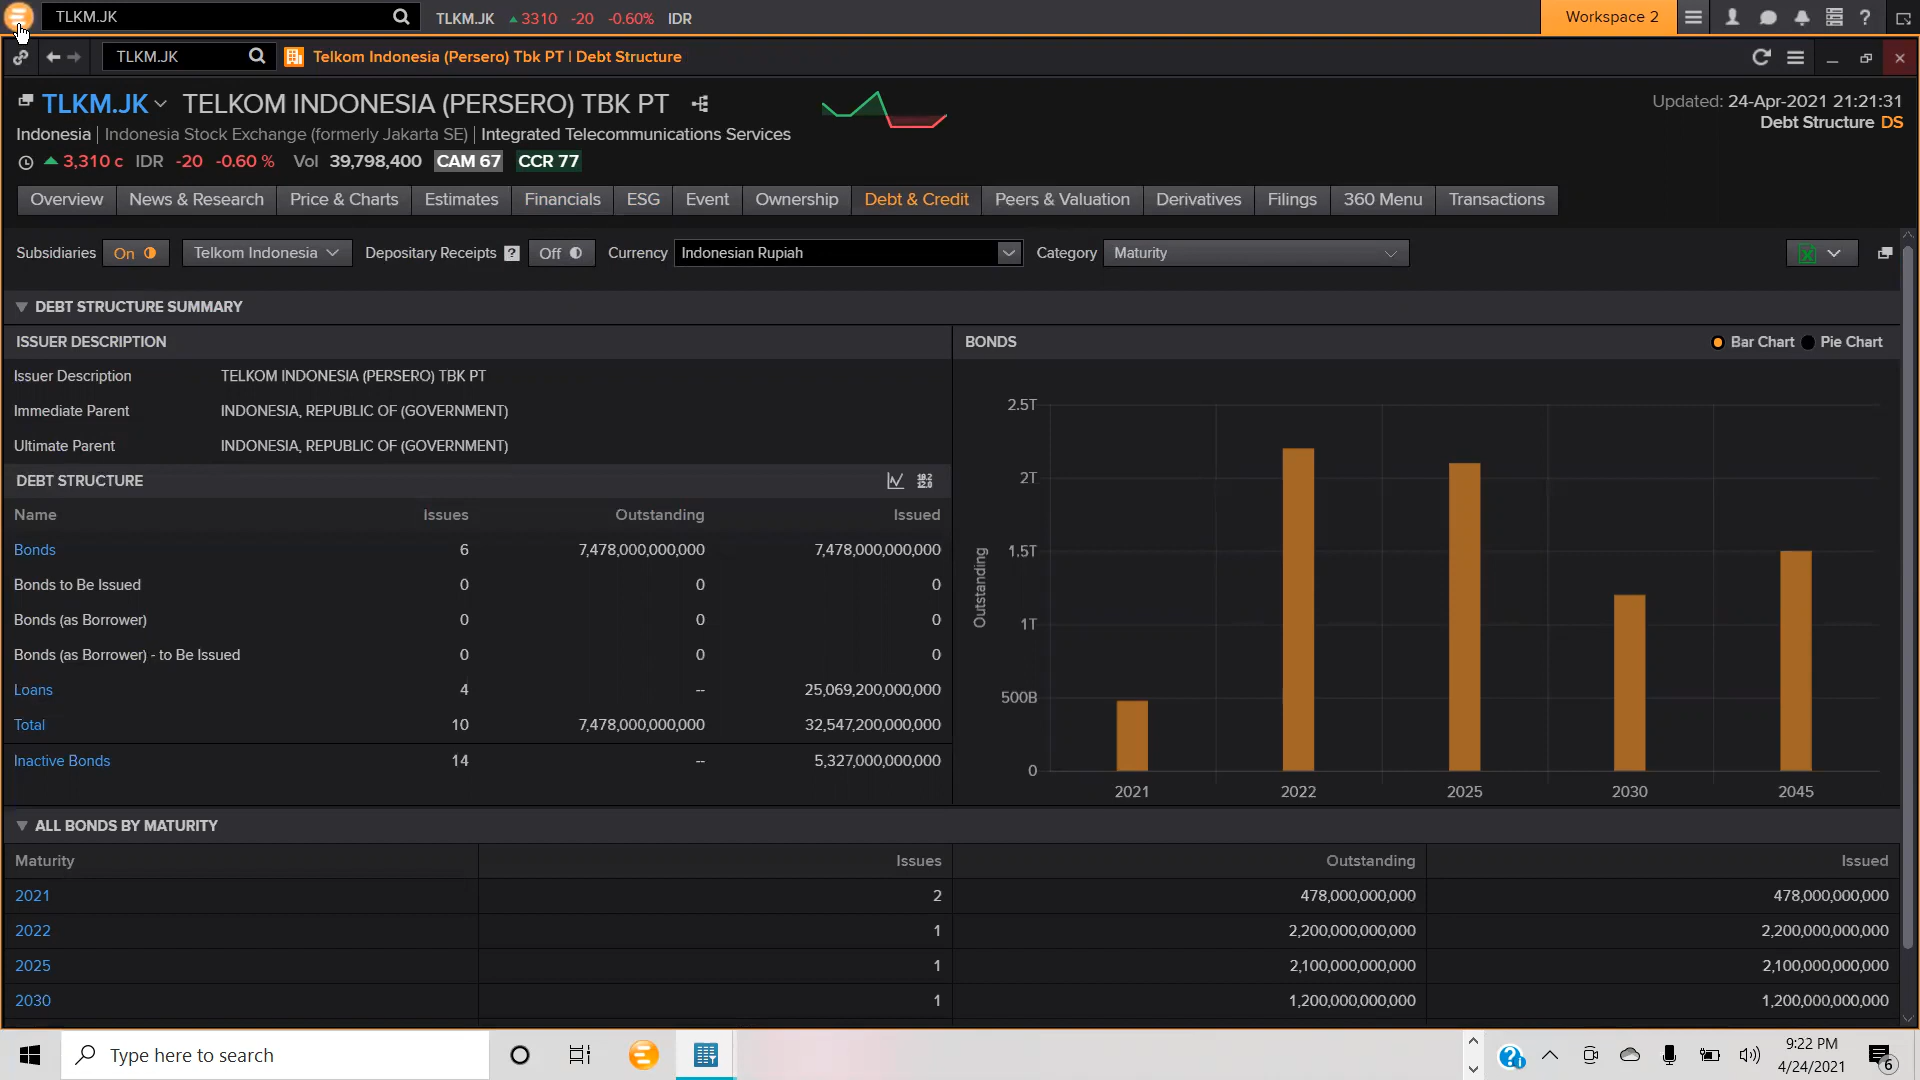 TLKM.JK TLKM.JK 3310 -20 -0.60% IDR Workspace 2 ?
TLKM.JK Telkom Indonesia (Persero) Tbk PT | Debt Structure
TLKM.JK TELKOM INDONESIA (PERSERO) TBK PT Updated: 24-Apr-2021 21:21:31
Indonesia | Indonesia Stock Exchange (formerly Jakarta SE) | Integrated Telecommunications Services Debt Structure DS
3,310 c IDR -20 -0.60 % Vol 39,798,400 CAM 67 CCR 77
Overview News & Research Price & Charts Estimates Financials ESG Event Ownership Debt & Credit Peers & Valuation Derivatives Filings 360 Menu Transactions
Subsidiaries On Telkom Indonesia Depositary Receipts ? Off Currency Indonesian Rupiah Category Maturity
DEBT STRUCTURE SUMMARY
ISSUER DESCRIPTION
Issuer Description TELKOM INDONESIA (PERSERO) TBK PT
Immediate Parent INDONESIA, REPUBLIC OF (GOVERNMENT)
Ultimate Parent INDONESIA, REPUBLIC OF (GOVERNMENT)
DEBT STRUCTURE
Name Issues Outstanding Issued
Bonds 6 7,478,000,000,000 7,478,000,000,000
Bonds to Be Issued 0 0 0
Bonds (as Borrower) 0 0 0
Bonds (as Borrower) - to Be Issued 0 0 0
Loans 4 -- 25,069,200,000,000
Total 10 7,478,000,000,000 32,547,200,000,000
Inactive Bonds 14 -- 5,327,000,000,000
BONDS Bar Chart Pie Chart
2.5T
2T
1.5T
1T
500B
0
Outstanding
2021 2022 2025 2030 2045
ALL BONDS BY MATURITY
Maturity Issues Outstanding Issued
2021 2 478,000,000,000 478,000,000,000
2022 1 2,200,000,000,000 2,200,000,000,000
2025 1 2,100,000,000,000 2,100,000,000,000
2030 1 1,200,000,000,000 1,200,000,000,000
Type here to search
9:22 PM
4/24/2021
6